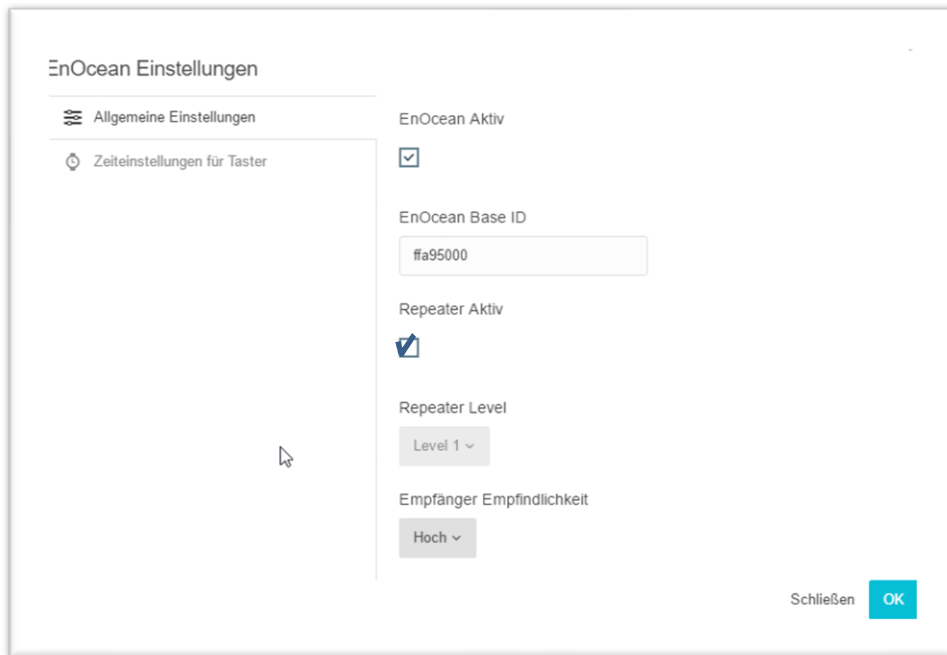 EnOcean Einstellungen
Allgemeine Einstellungen
Zeiteinstellungen für Taster
EnOcean Aktiv
EnOcean Base ID
ffa95000
Repeater Aktiv
Repeater Level
Level 1
Empfänger Empfindlichkeit
Hoch
Schließen OK